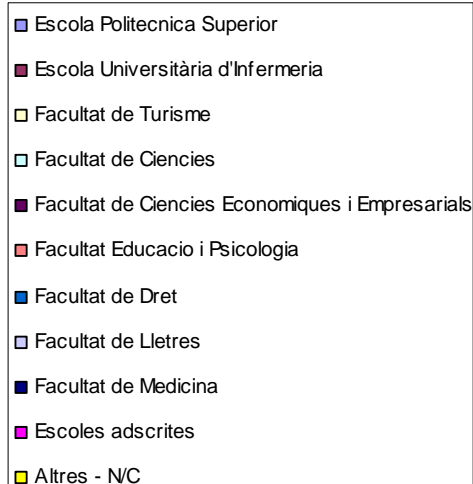 Escola Politecnica Superior
Escola Universitària d'Infermeria
Facultat de Turisme
Facultat de Ciencies
Facultat de Ciencies Economiques i Empresarials
Facultat Educacio i Psicologia
Facultat de Dret
Facultat de Lletres
Facultat de Medicina
Escoles adscrites
Altres - N/C